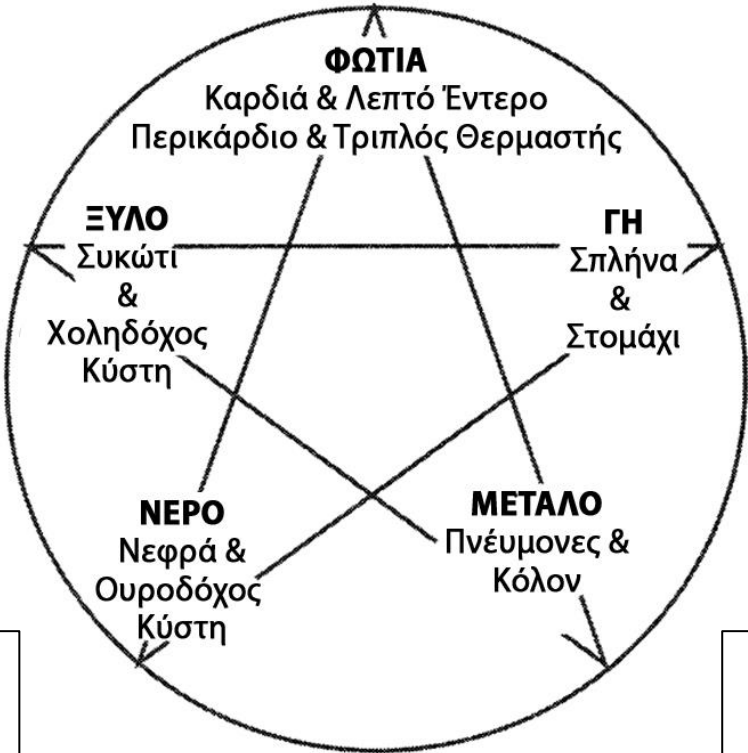 ΦΩΤΙΑ
Καρδιά & Λεπτό Έντερο
Περικάρδιο & Τριπλός Θερμαστής
ΞΥΛΟ
Συκώτι
&
Χοληδόχος
Κύστη
ΓΗ
Σπλήνα
&
Στομάχι
ΝΕΡΟ
Νεφρά &
Ουροδόχος
Κύστη
ΜΕΤΑΛΟ
Πνέυμονες &
Κόλον